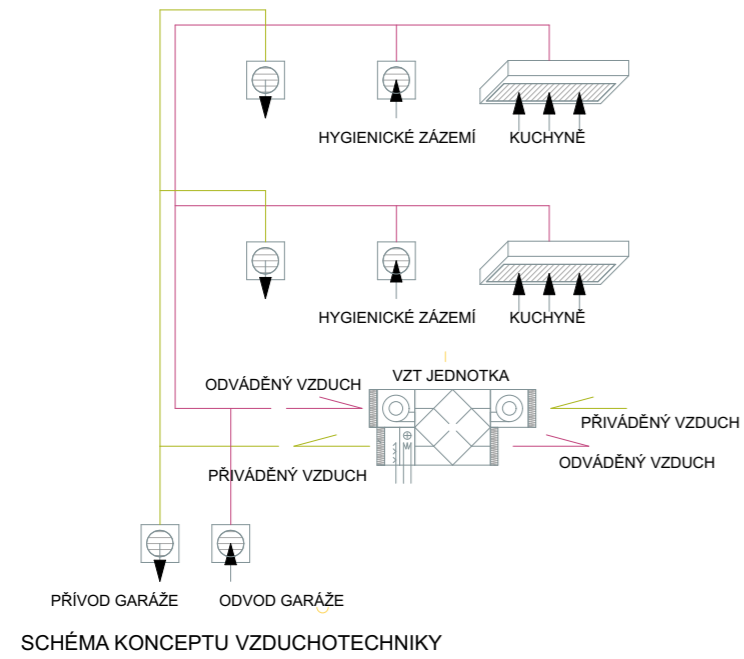 HYGIENICKÉ ZÁZEMÍ KUCHYNĚ
HYGIENICKÉ ZÁZEMÍ KUCHYNĚ
VZT JEDNOTKA
ODVÁDĚNÝ VZDUCH
PŘIVÁDĚNÝ VZDUCH
ODVÁDĚNÝ VZDUCH
PŘIVÁDĚNÝ VZDUCH
PŘÍVOD GARÁŽE ODVOD GARÁŽE
SCHÉMA KONCEPTU VZDUCHOTECHNIKY